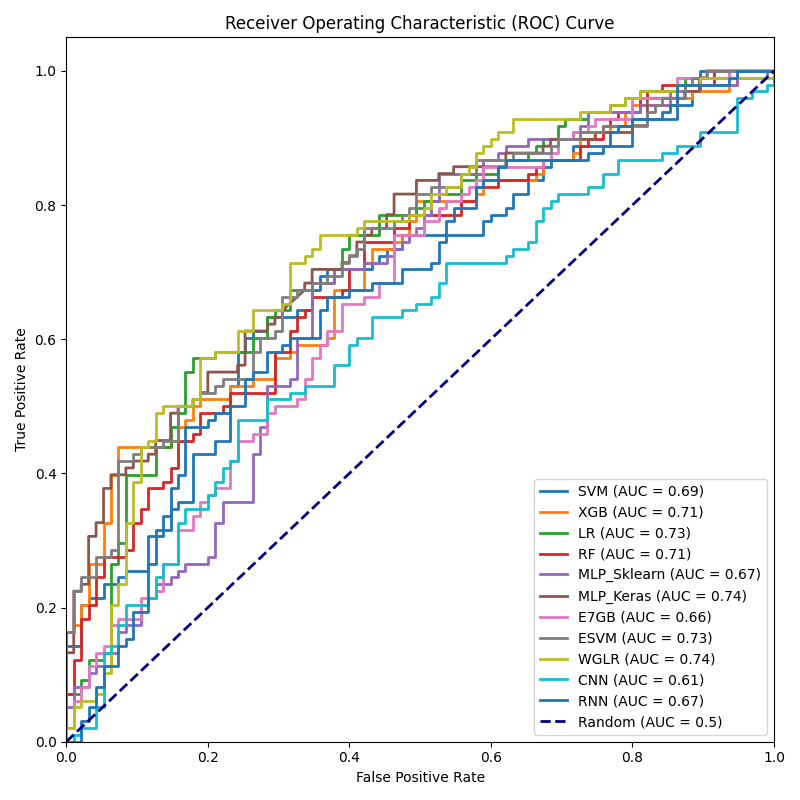 Receiver Operating Characteristic (ROC) Curve
1.0
0.8
0.6
0.4
0.2
0.0
True Positive Rate
SVM (AUC = 0.69)
XGB (AUC = 0.71)
LR (AUC = 0.73)
RF (AUC = 0.71)
MLP_Sklearn (AUC = 0.67)
MLP_Keras (AUC = 0.74)
E7GB (AUC = 0.66)
ESVM (AUC = 0.73)
WGLR (AUC = 0.74)
CNN (AUC = 0.61)
RNN (AUC = 0.67)
Random (AUC = 0.5)
0.0 0.2 0.4 0.6 0.8 1.0
False Positive Rate